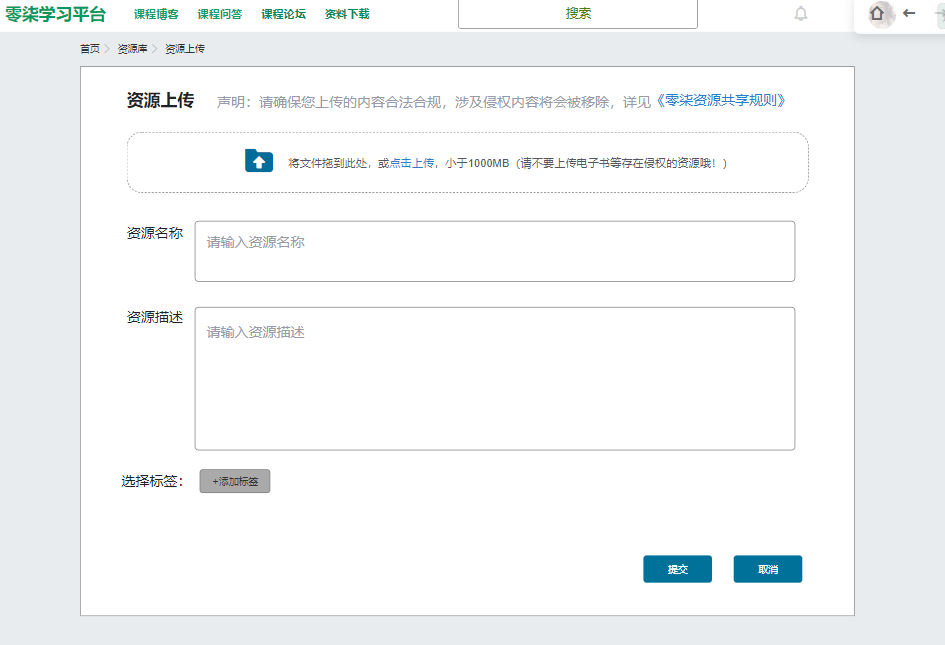 零柒学习平台 课程博客 课程问答 课程论坛 资料下载 搜索
首页 > 资源库 > 资源上传
资源上传 声明：请确保您上传的内容合法合规，涉及侵权内容将会被移除，详见《零柒资源共享规则》
将文件拖到此处，或点击上传，小于1000MB（请不要上传电子书等存在侵权的资源哦！）
资源名称 请输入资源名称
资源描述 请输入资源描述
选择标签： +添加标签
提交 取消